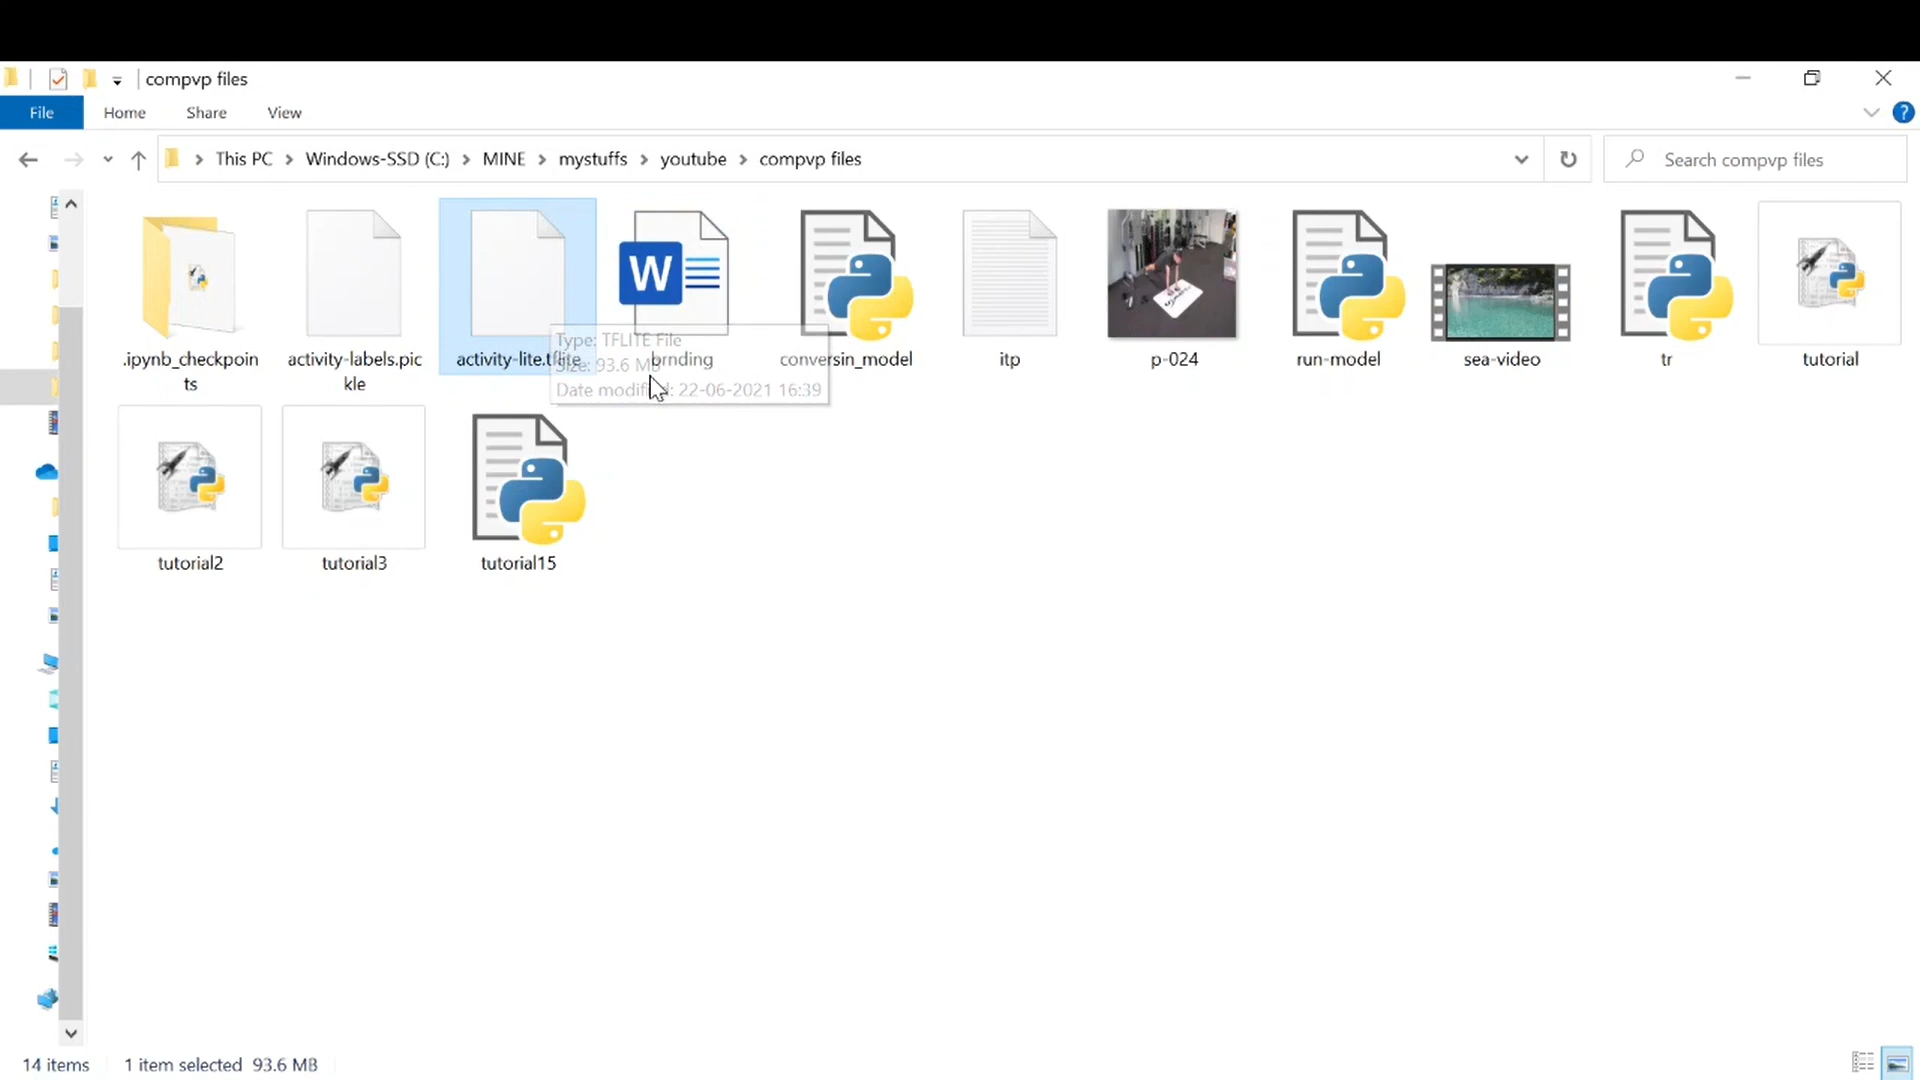 compvp files
File Home Share View
This PC Windows-SSD (C:) MINE mystuffs youtube compvp files
Search compvp files
.ipynb_checkpoin
ts
activity-labels.pic
kle
activity-lite.tflite
Type: TFLITE File
Size: 93.6 MB
Date modified: 22-06-2021 16:39
brnding
conversin_model
itp
p-024
run-model
sea-video
tr
tutorial
tutorial2
tutorial3
tutorial15
14 items 1 item selected 93.6 MB